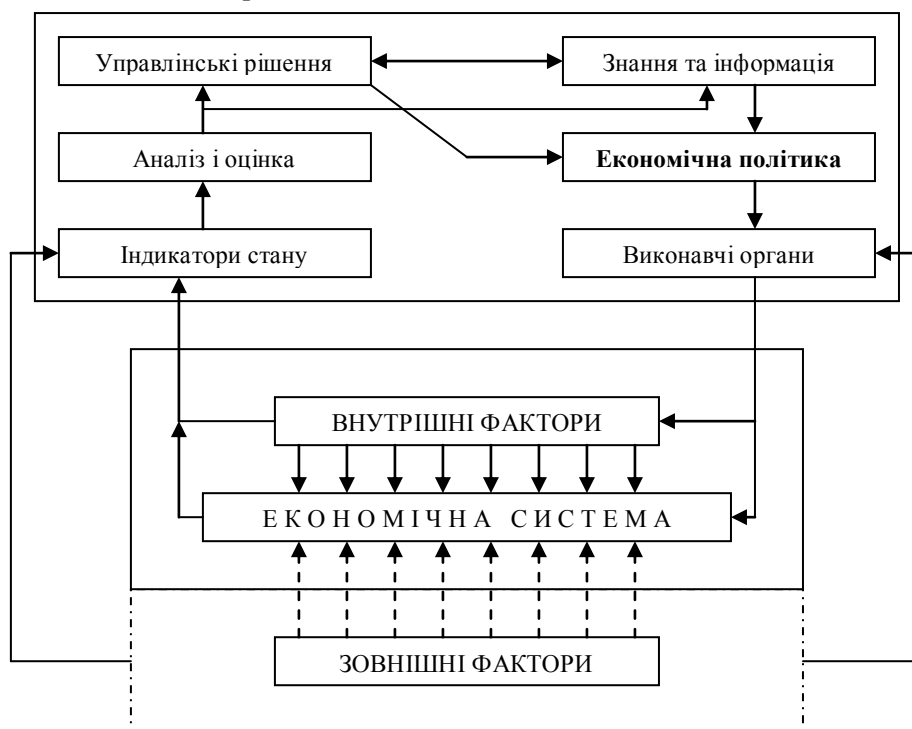 Управлінські рішення
Знання та інформація
Аналіз і оцінка
Економічна політика
Індикатори стану
Виконавчі органи
ВНУТРІШНІ ФАКТОРИ
ЕКОНОМІЧНА СИСТЕМА
ЗОВНІШНІ ФАКТОРИ